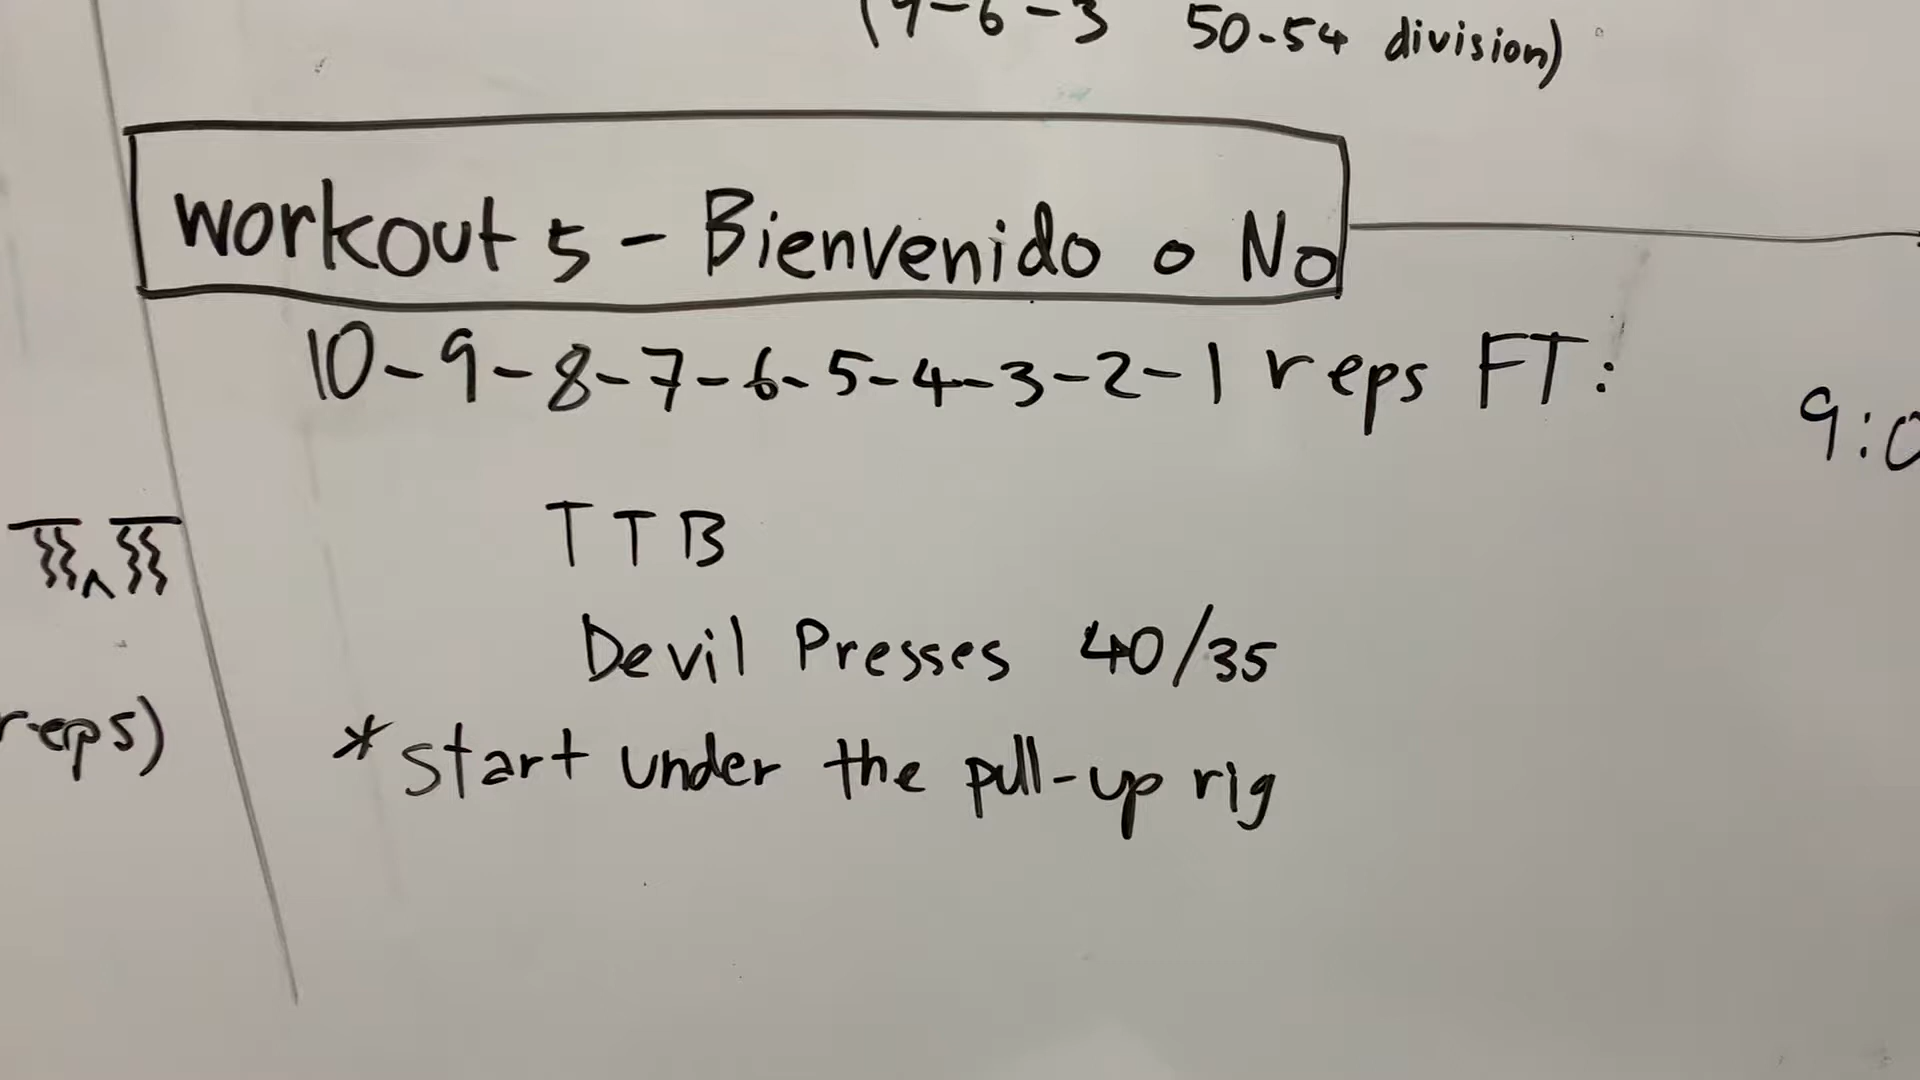 (9-6-3 50-54 division)
workout 5 - Bienvenido o No
10-9-8-7-6-5-4-3-2-1 reps FT:
TTB
Devil Presses 40/35
*start under the pull-up rig
reps)